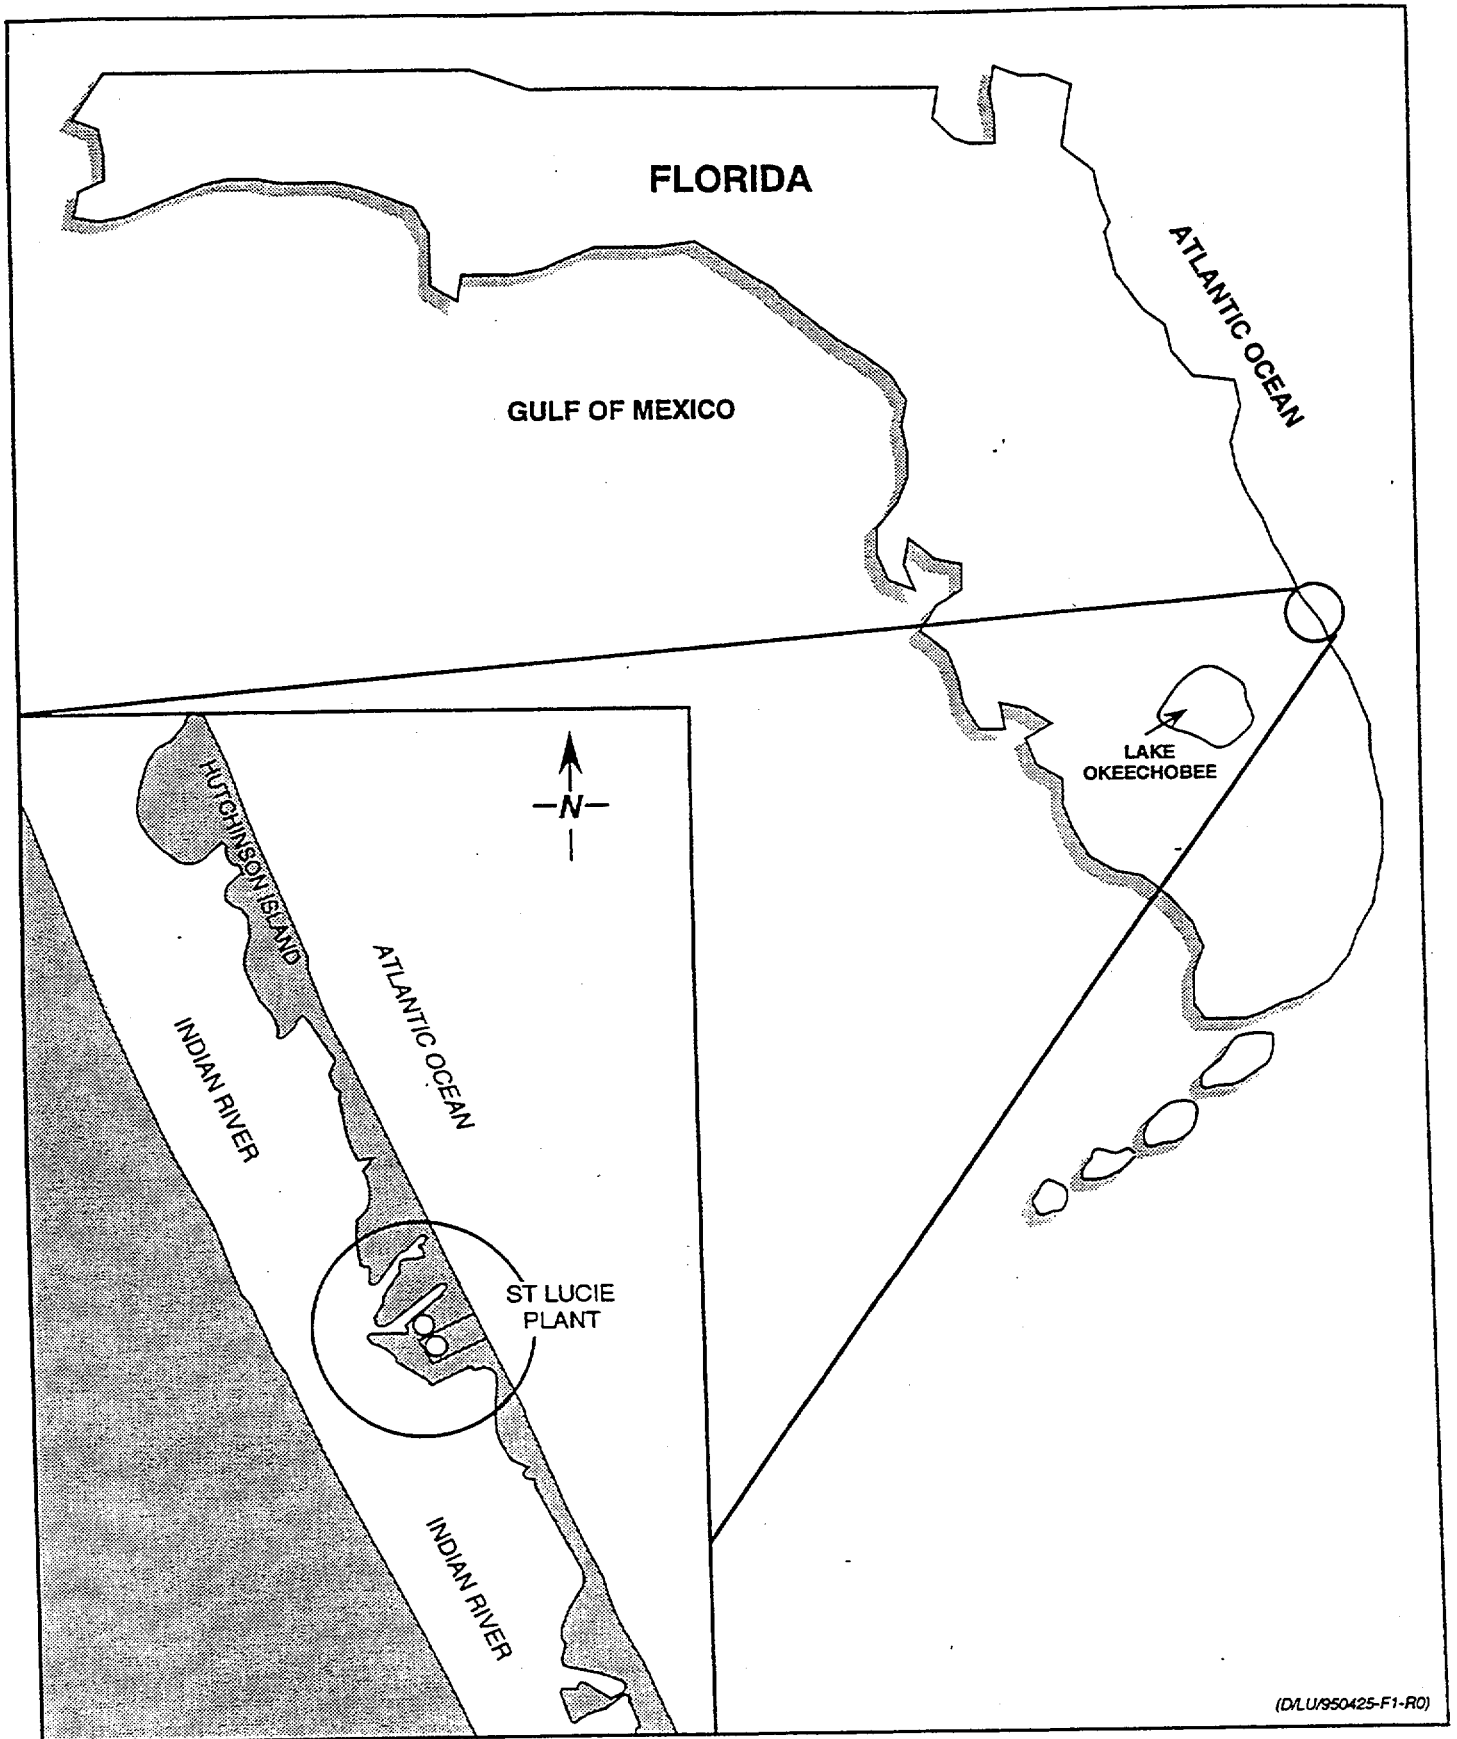 FLORIDA
ATLANTIC OCEAN
GULF OF MEXICO
LAKE
OKEECHOBEE
N
HUTCHINSON ISLAND
ATLANTIC OCEAN
INDIAN RIVER
ST LUCIE
PLANT
INDIAN RIVER
(D/LU/950425-F1-R0)